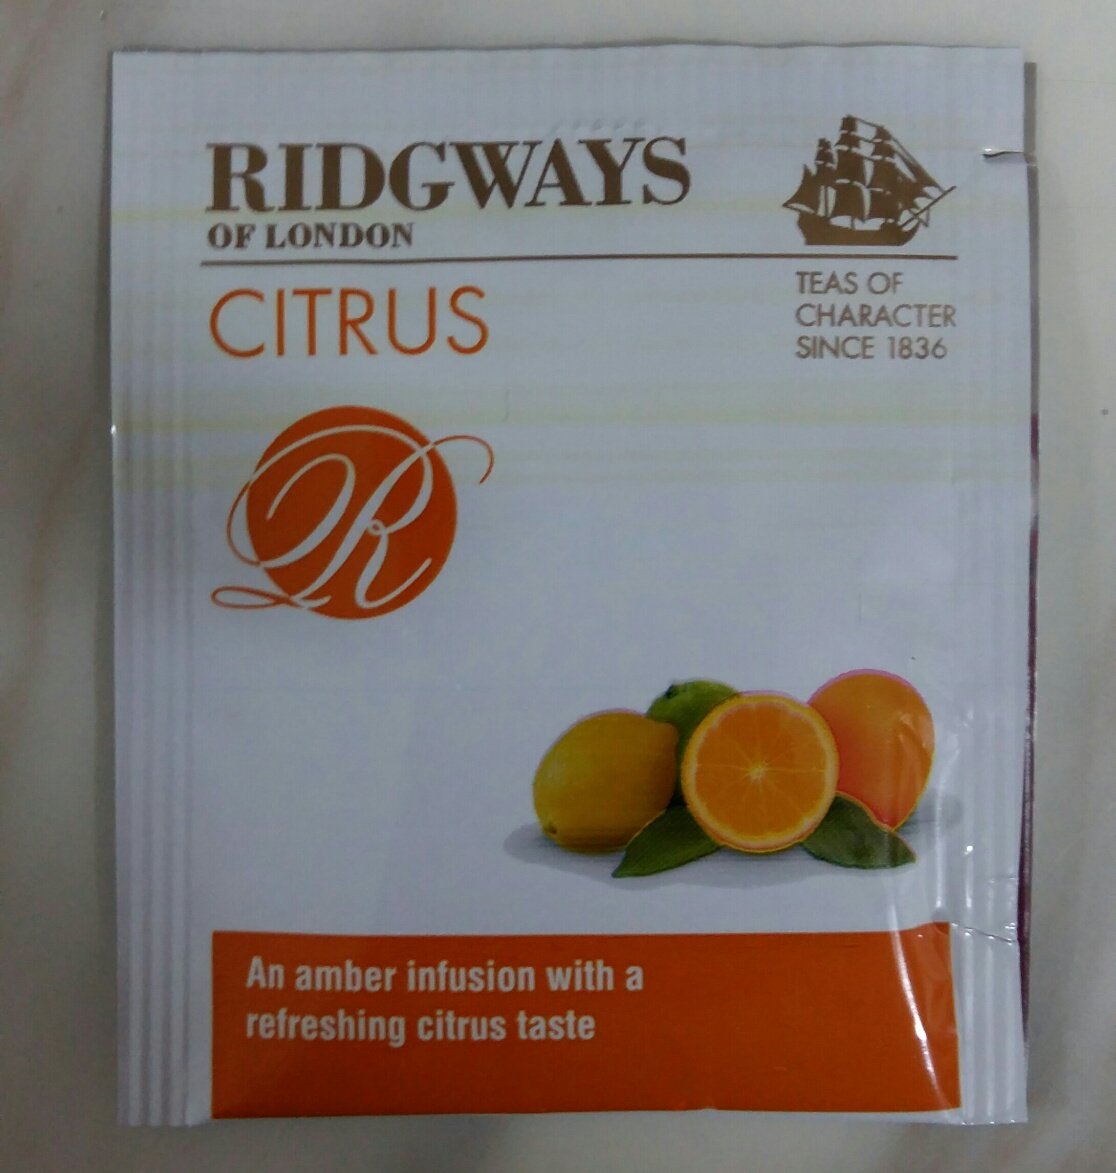 RIDGWAYS
OF LONDON
CITRUS
TEAS OF
CHARACTER
SINCE 1836
R
An amber infusion with a
refreshing citrus taste